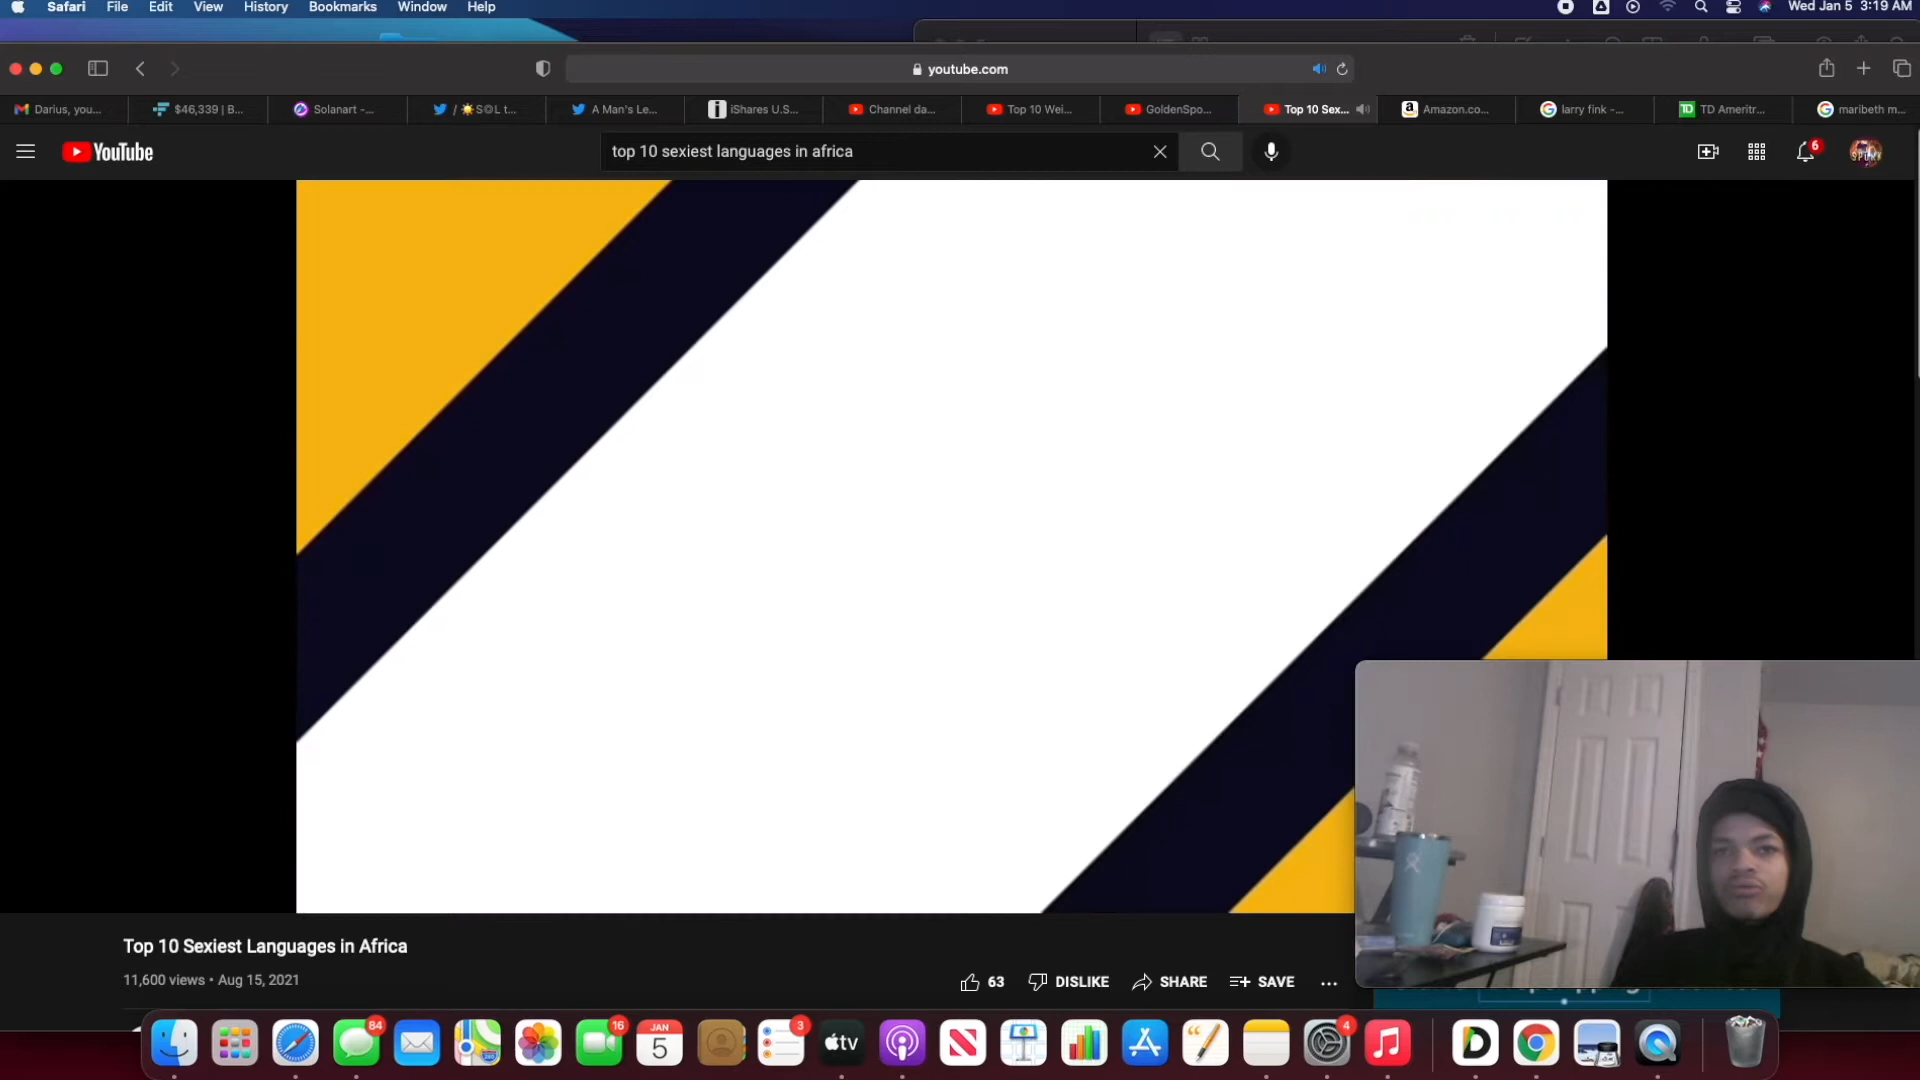 Safari File Edit View History Bookmarks Window Help Wed Jan 5 3:19 AM
youtube.com
Darius, you... $46,339 | B... Solanart -... / ☀️S◎L t... A Man's Le... iShares U.S... Channel da... Top 10 Wei... GoldenSpo... Top 10 Sex... Amazon.co... larry fink -... TD Ameritr... maribeth m...
YouTube top 10 sexiest languages in africa 6
Top 10 Sexiest Languages in Africa
11,600 views • Aug 15, 2021
63 DISLIKE SHARE SAVE ...
84 16 JAN 5 3 tv 4